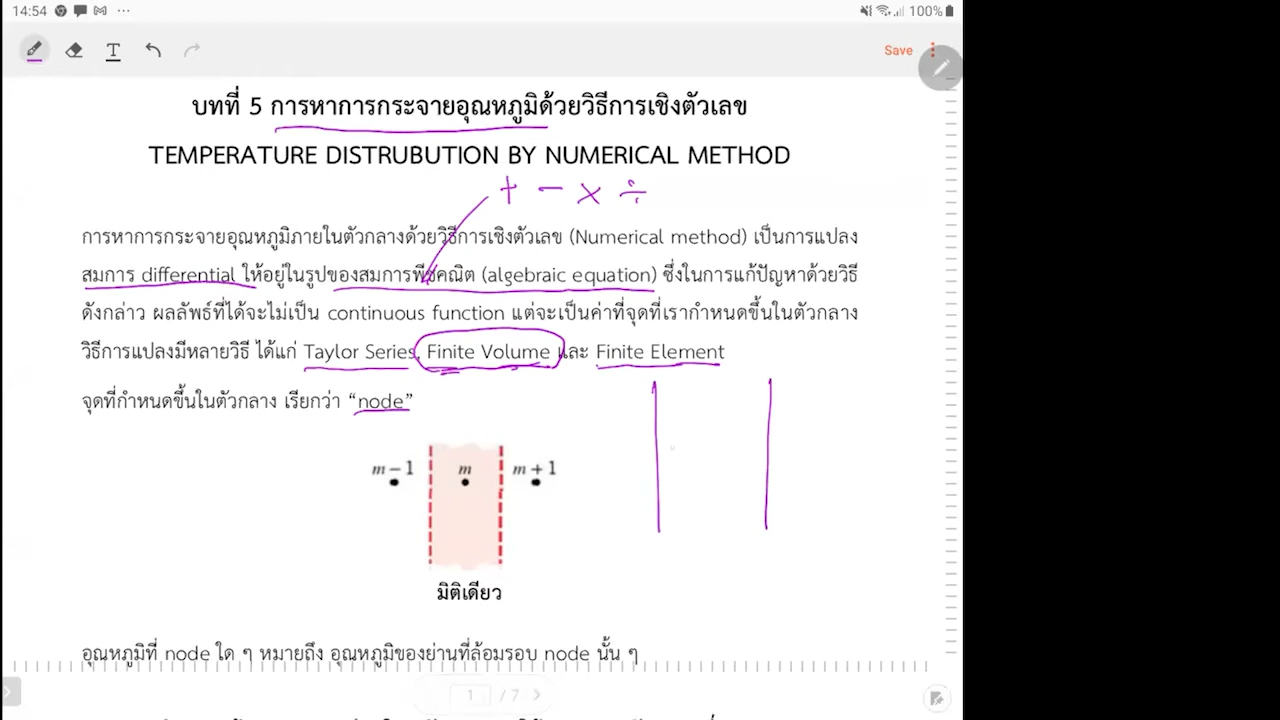 14:54 ... 100%
T Save
บทที่ 5 การหาการกระจายอุณหภูมิด้วยวิธีการเชิงตัวเลข
TEMPERATURE DISTRUBUTION BY NUMERICAL METHOD
+ - × ÷
การหาการกระจายอุณหภูมิภายในตัวกลางด้วยวิธีการเชิงตัวเลข (Numerical method) เป็นการแปลง
สมการ differential ให้อยู่ในรูปของสมการพีชคณิต (algebraic equation) ซึ่งในการแก้ปัญหาด้วยวิธี
ดังกล่าว ผลลัพธ์ที่ได้จะไม่เป็น continuous function แต่จะเป็นค่าที่จุดที่เรากำหนดขึ้นในตัวกลาง
วิธีการแปลงมีหลายวิธี ได้แก่ Taylor Series, Finite Volume และ Finite Element
จุดที่กำหนดขึ้นในตัวกลาง เรียกว่า “node”
m − 1 m m + 1
มิติเดียว
อุณหภูมิที่ node ใด ๆ หมายถึง อุณหภูมิของย่านที่ล้อมรอบ node นั้น ๆ
1 / 7